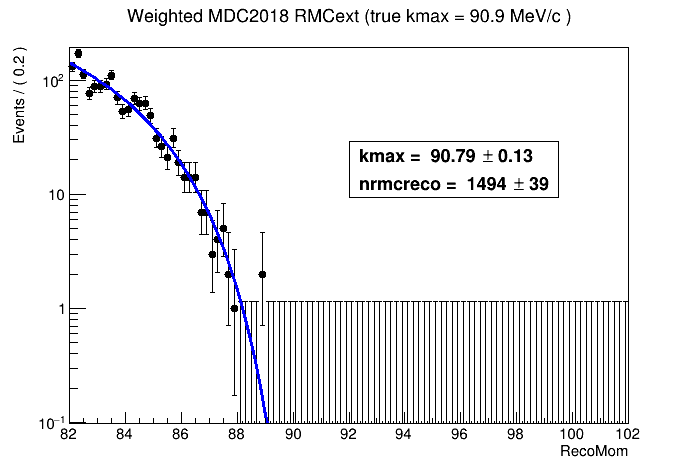 Weighted MDC2018 RMCext (true kmax = 90.9 MeV/c )
Events / ( 0.2 )
10²
10
1
10⁻¹
kmax = 90.79 ± 0.13
nrmcreco = 1494 ± 39
82 84 86 88 90 92 94 96 98 100 102
RecoMom